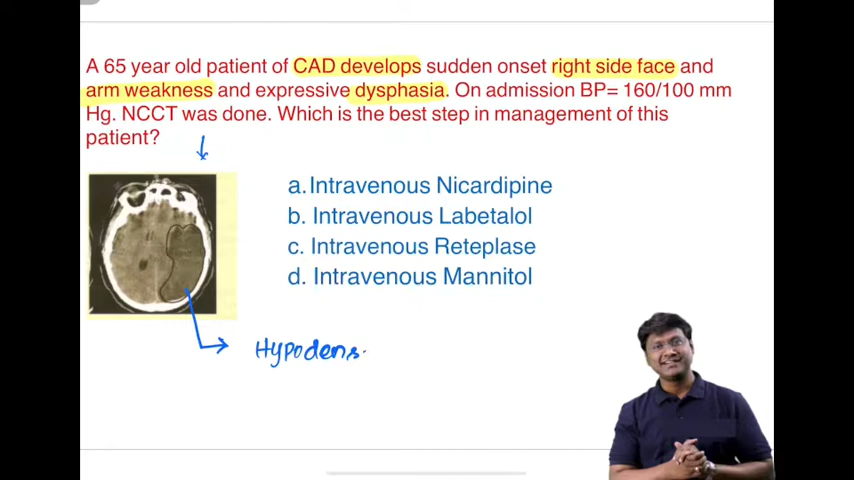 A 65 year old patient of CAD develops sudden onset right side face and
arm weakness and expressive dysphasia. On admission BP= 160/100 mm
Hg. NCCT was done. Which is the best step in management of this
patient?
a. Intravenous Nicardipine
b. Intravenous Labetalol
c. Intravenous Reteplase
d. Intravenous Mannitol
Hypodens